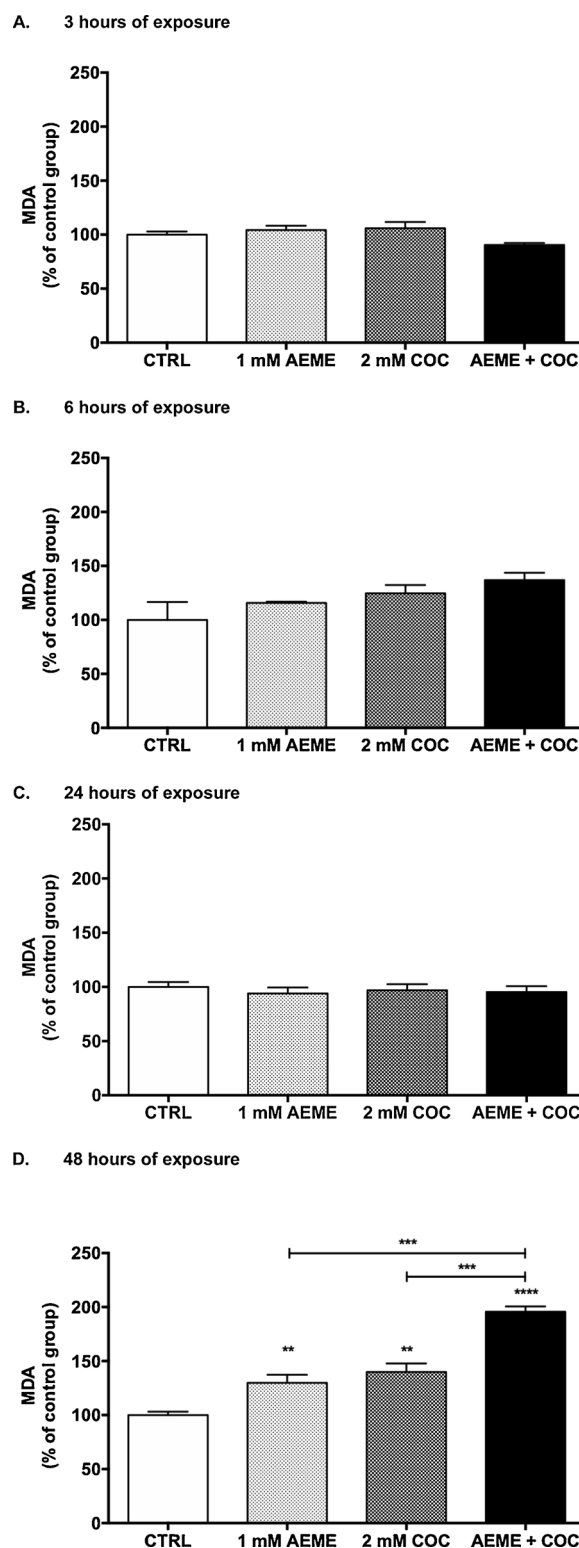 A. 3 hours of exposure
MDA
(% of control group)
250
200
150
100
50
0
CTRL 1 mM AEME 2 mM COC AEME + COC
B. 6 hours of exposure
MDA
(% of control group)
250
200
150
100
50
0
CTRL 1 mM AEME 2 mM COC AEME + COC
C. 24 hours of exposure
MDA
(% of control group)
250
200
150
100
50
0
CTRL 1 mM AEME 2 mM COC AEME + COC
D. 48 hours of exposure
MDA
(% of control group)
250
200
150
100
50
0
***
***
****
** **
CTRL 1 mM AEME 2 mM COC AEME + COC